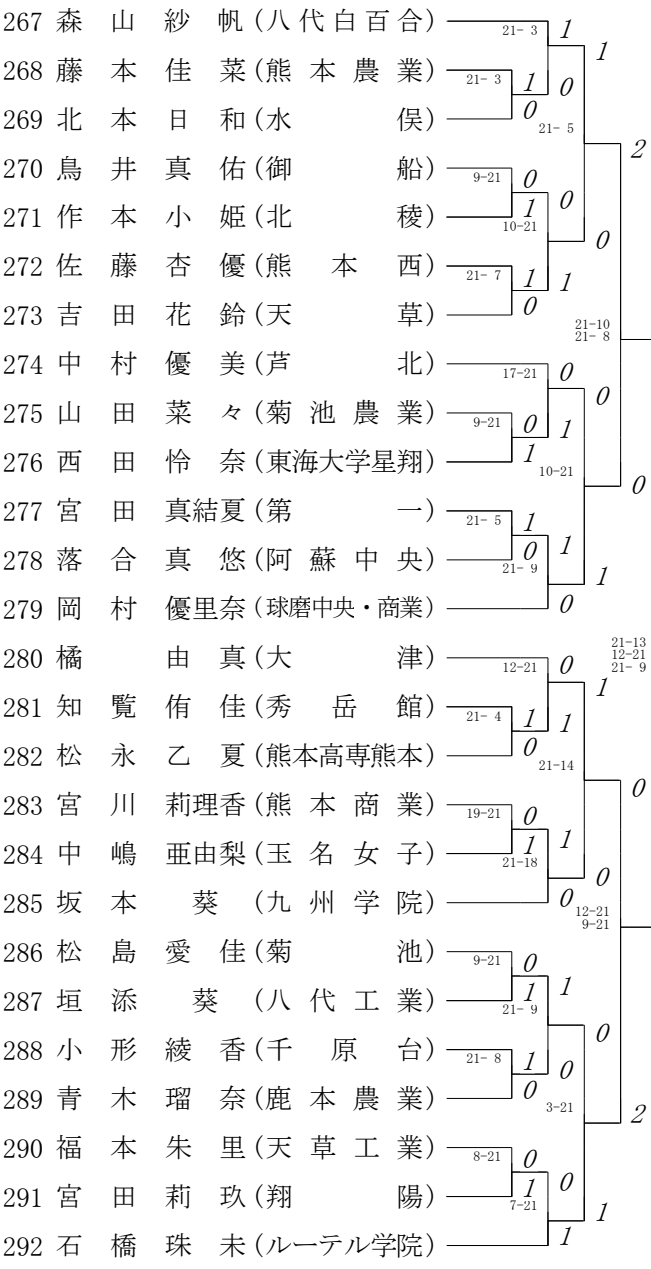 267 森山紗帆(八代白百合) 21-3 1 1
268 藤本佳菜(熊本農業) 21-3 1 0
269 北本日和(水俣) 0 21-5 2
270 鳥井真佑(御船) 9-21 0
271 作本小姫(北稜) 1 10-21 0 0
272 佐藤杏優(熊本西) 21-7 1 1
273 吉田花鈴(天草) 0 21-10 21-8
274 中村優美(芦北) 17-21 0 0
275 山田菜々(菊池農業) 9-21 0 1
276 西田怜奈(東海大学星翔) 1 10-21 0
277 宮田真結夏(第一) 21-5 1
278 落合真悠(阿蘇中央) 0 21-9 1 1
279 岡村優里奈(球磨中央・商業) 0
21-13 12-21 21-9
280 橘由真(大津) 12-21 0 1
281 知覧侑佳(秀岳館) 21-4 1 1
282 松永乙夏(熊本高専熊本) 0 21-14 0
283 宮川莉理香(熊本商業) 19-21 0
284 中嶋亜由梨(玉名女子) 1 21-18 1 0
285 坂本葵(九州学院) 0 12-21 9-21
286 松島愛佳(菊池) 9-21 0
287 垣添葵(八代工業) 1 21-9 1 0
288 小形綾香(千原台) 21-8 1 0
289 青木瑠奈(鹿本農業) 0 3-21 2
290 福本朱里(天草工業) 8-21 0
291 宮田莉玖(翔陽) 1 7-21 0 1
292 石橋珠未(ルーテル学院) 1